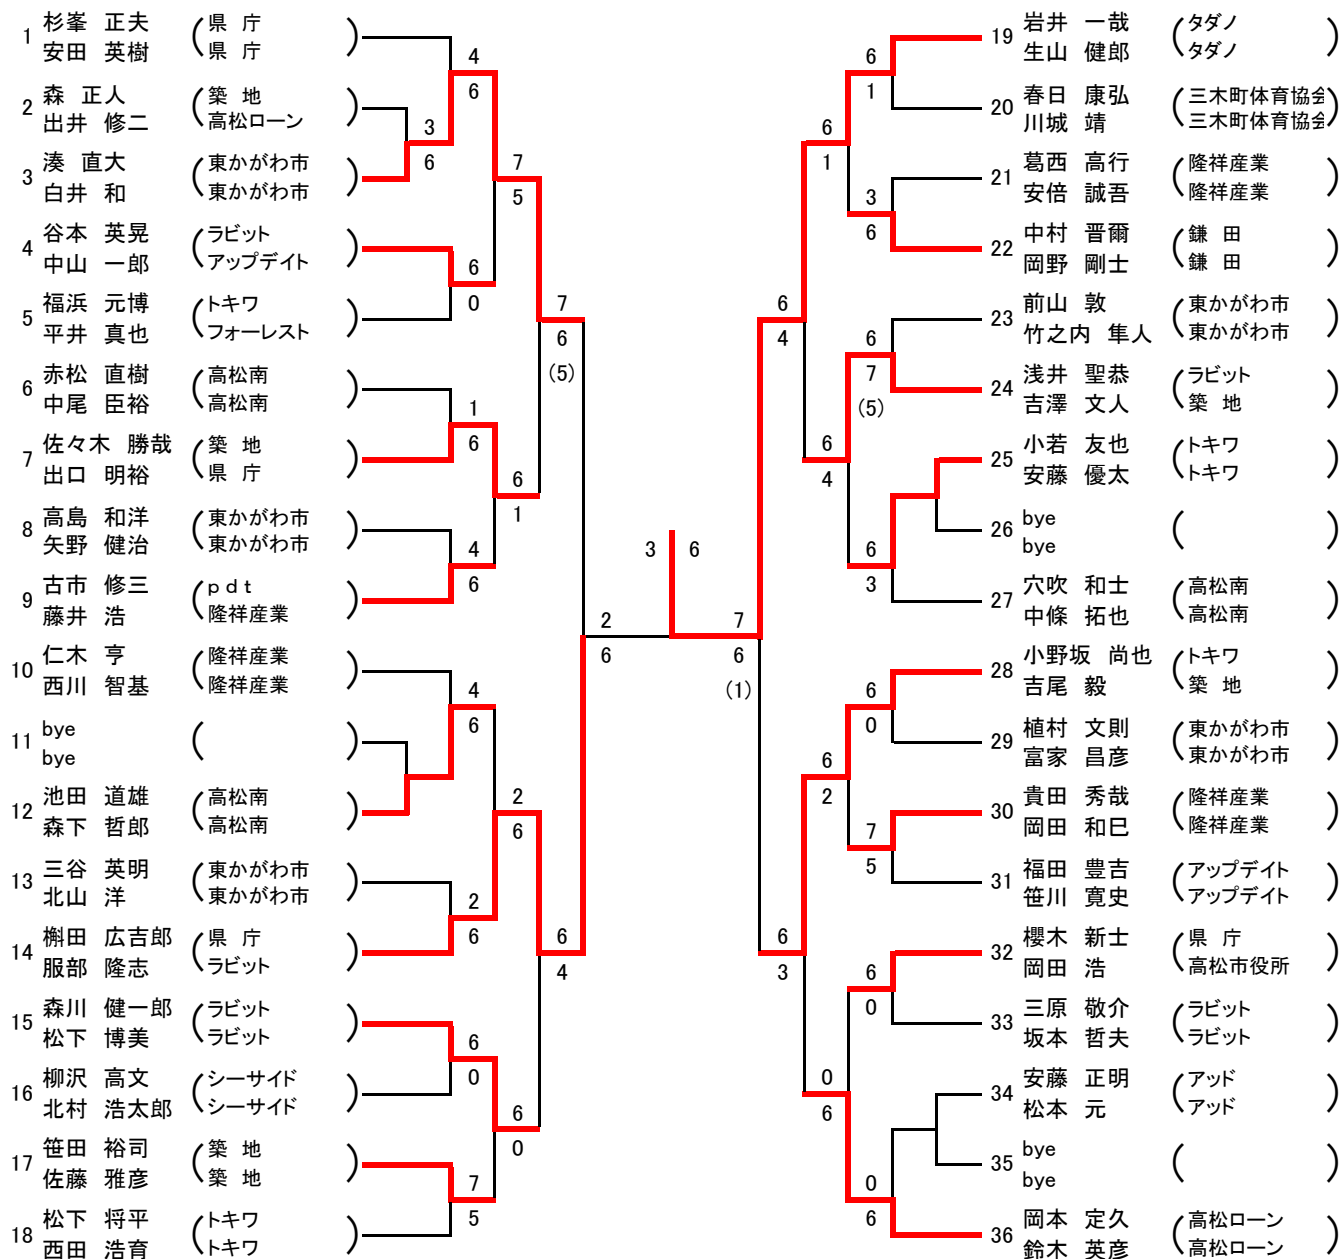 1 杉峯 正夫 (県 庁)
安田 英樹 (県 庁)
2 森 正人 (築 地)
出井 修二 (高松ローン)
3 湊 直大 (東かがわ市)
白井 和 (東かがわ市)
4 谷本 英晃 (ラビット)
中山 一郎 (アップデイト)
5 福浜 元博 (トキワ)
平井 真也 (フォーレスト)
6 赤松 直樹 (高松南)
中尾 臣裕 (高松南)
7 佐々木 勝哉 (築 地)
出口 明裕 (県 庁)
8 高島 和洋 (東かがわ市)
矢野 健治 (東かがわ市)
9 古市 修三 (pdt)
藤井 浩 (隆祥産業)
10 仁木 亨 (隆祥産業)
西川 智基 (隆祥産業)
11 bye ( )
bye
12 池田 道雄 (高松南)
森下 哲郎 (高松南)
13 三谷 英明 (東かがわ市)
北山 洋 (東かがわ市)
14 槲田 広吉郎 (県 庁)
服部 隆志 (ラビット)
15 森川 健一郎 (ラビット)
松下 博美 (ラビット)
16 柳沢 高文 (シーサイド)
北村 浩太郎 (シーサイド)
17 笹田 裕司 (築 地)
佐藤 雅彦 (築 地)
18 松下 将平 (トキワ)
西田 浩育 (トキワ)
3
6
4
6
6
0
1
6
4
6
4
6
2
6
6
0
7
5
7
5
6
1
2
6
6
0
7
6
(5)
6
4
2
6
3 6
7
6
(1)
6
4
6
3
6
1
6
4
6
2
0
6
6
1
3
6
6
7
(5)
6
3
6
0
7
5
6
0
0
6
19 岩井 一哉 (タダノ)
生山 健郎 (タダノ)
20 春日 康弘 (三木町体育協会)
川城 靖 (三木町体育協会)
21 葛西 高行 (隆祥産業)
安倍 誠吾 (隆祥産業)
22 中村 晋爾 (鎌 田)
岡野 剛士 (鎌 田)
23 前山 敦 (東かがわ市)
竹之内 隼人 (東かがわ市)
24 浅井 聖恭 (ラビット)
吉澤 文人 (築 地)
25 小若 友也 (トキワ)
安藤 優太 (トキワ)
26 bye ( )
bye
27 穴吹 和士 (高松南)
中條 拓也 (高松南)
28 小野坂 尚也 (トキワ)
吉尾 毅 (築 地)
29 植村 文則 (東かがわ市)
富家 昌彦 (東かがわ市)
30 貴田 秀哉 (隆祥産業)
岡田 和巳 (隆祥産業)
31 福田 豊吉 (アップデイト)
笹川 寛史 (アップデイト)
32 櫻木 新士 (県 庁)
岡田 浩 (高松市役所)
33 三原 敬介 (ラビット)
坂本 哲夫 (ラビット)
34 安藤 正明 (アッド)
松本 元 (アッド)
35 bye ( )
bye
36 岡本 定久 (高松ローン)
鈴木 英彦 (高松ローン)